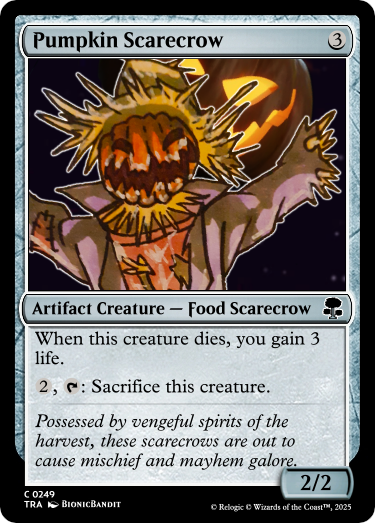 Pumpkin Scarecrow 3
Artifact Creature — Food Scarecrow
When this creature dies, you gain 3
life.
2, : Sacrifice this creature.
Possessed by vengeful spirits of the
harvest, these scarecrows are out to
cause mischief and mayhem galore.
2/2
C 0249
TRA BionicBandit
© Relogic © Wizards of the Coast™, 2025